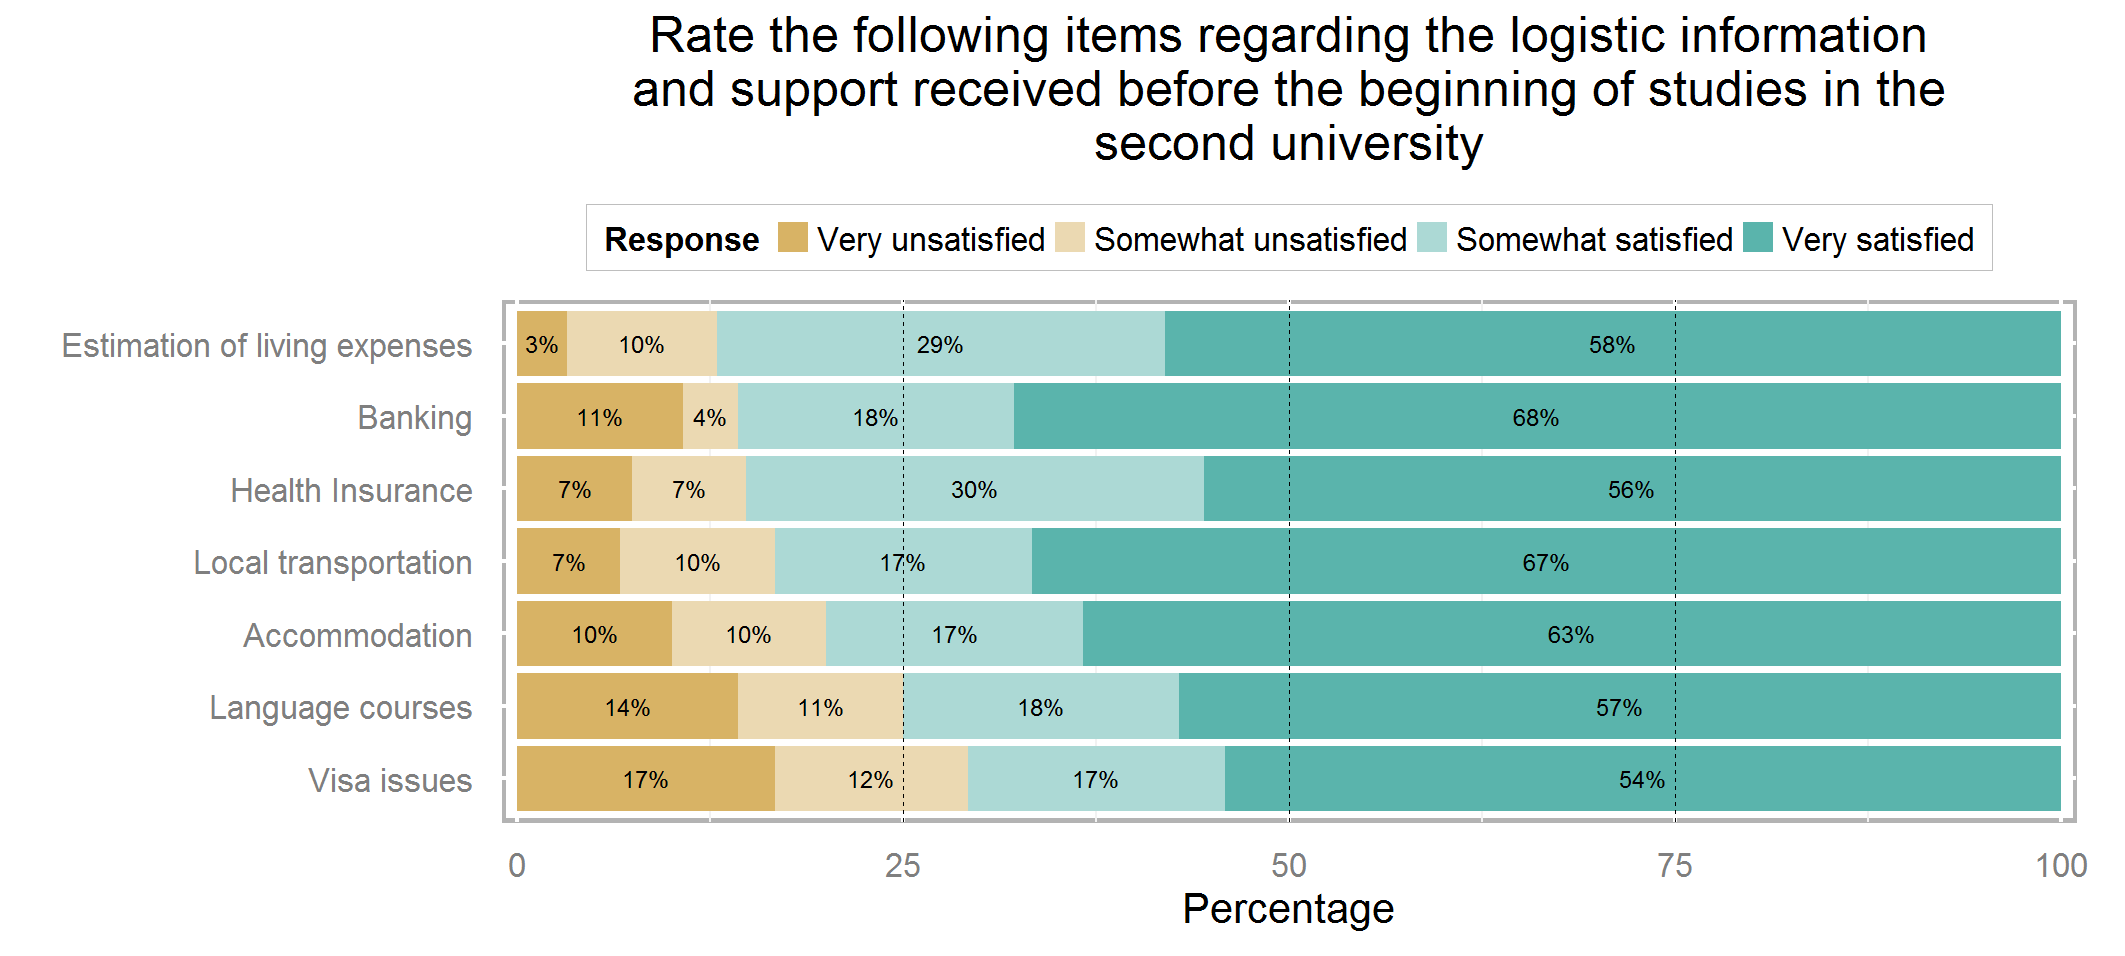 Rate the following items regarding the logistic information
and support received before the beginning of studies in the
second university
Response Very unsatisfied Somewhat unsatisfied Somewhat satisfied Very satisfied
Estimation of living expenses 3% 10% 29% 58%
Banking 11% 4% 18% 68%
Health Insurance 7% 7% 30% 56%
Local transportation 7% 10% 17% 67%
Accommodation 10% 10% 17% 63%
Language courses 14% 11% 18% 57%
Visa issues 17% 12% 17% 54%
0 25 50 75 100
Percentage